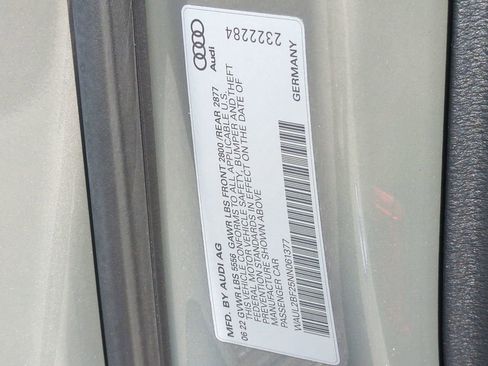 MFD. BY AUDI AG
06.22 GVWR LBS 5556 GAWR LBS FRONT 2800 /REAR 2877
THIS VEHICLE CONFORMS TO ALL APPLICABLE U.S.
FEDERAL MOTOR VEHICLE SAFETY, BUMPER AND THEFT
PREVENTION STANDARDS IN EFFECT ON THE DATE OF
MANUFACTURE SHOWN ABOVE
PASSENGER CAR
WAUL2BF25NN061377
GERMANY
Audi
2322284